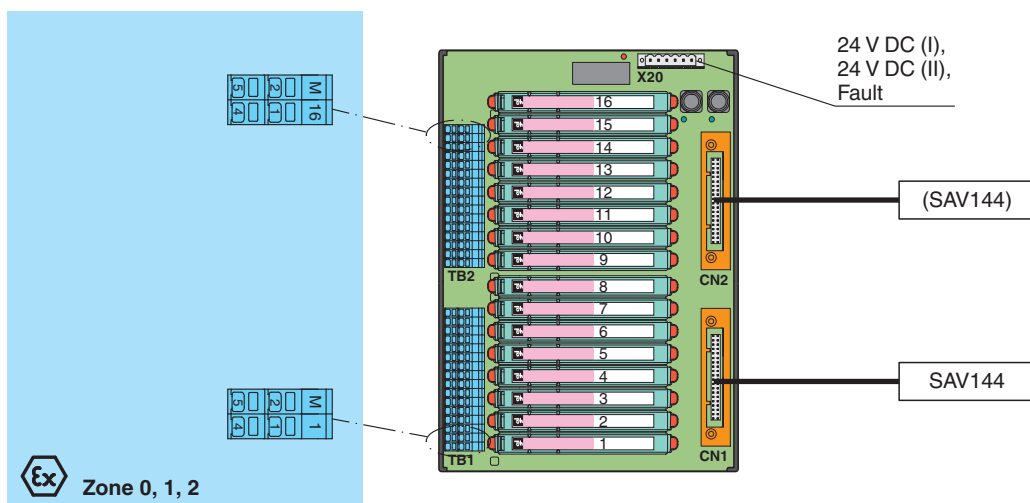 24 V DC (I),
24 V DC (II),
Fault
X20
5 2 M
4 1 16
16
15
14
13
12
11
10
9
TB2
CN2
(SAV144)
8
7
6
5
4
3
2
1
TB1
CN1
SAV144
5 2 M
4 1 1
Ex
Zone 0, 1, 2